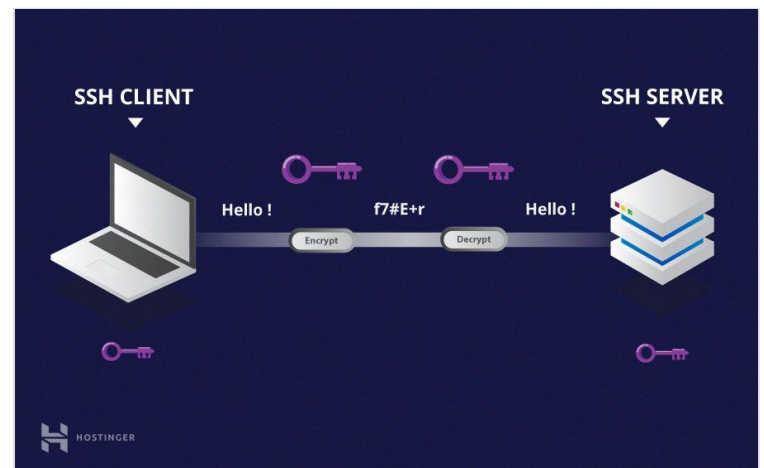 SSH CLIENT
SSH SERVER
Hello !
f7#E+r
Hello !
Encrypt
Decrypt
HOSTINGER